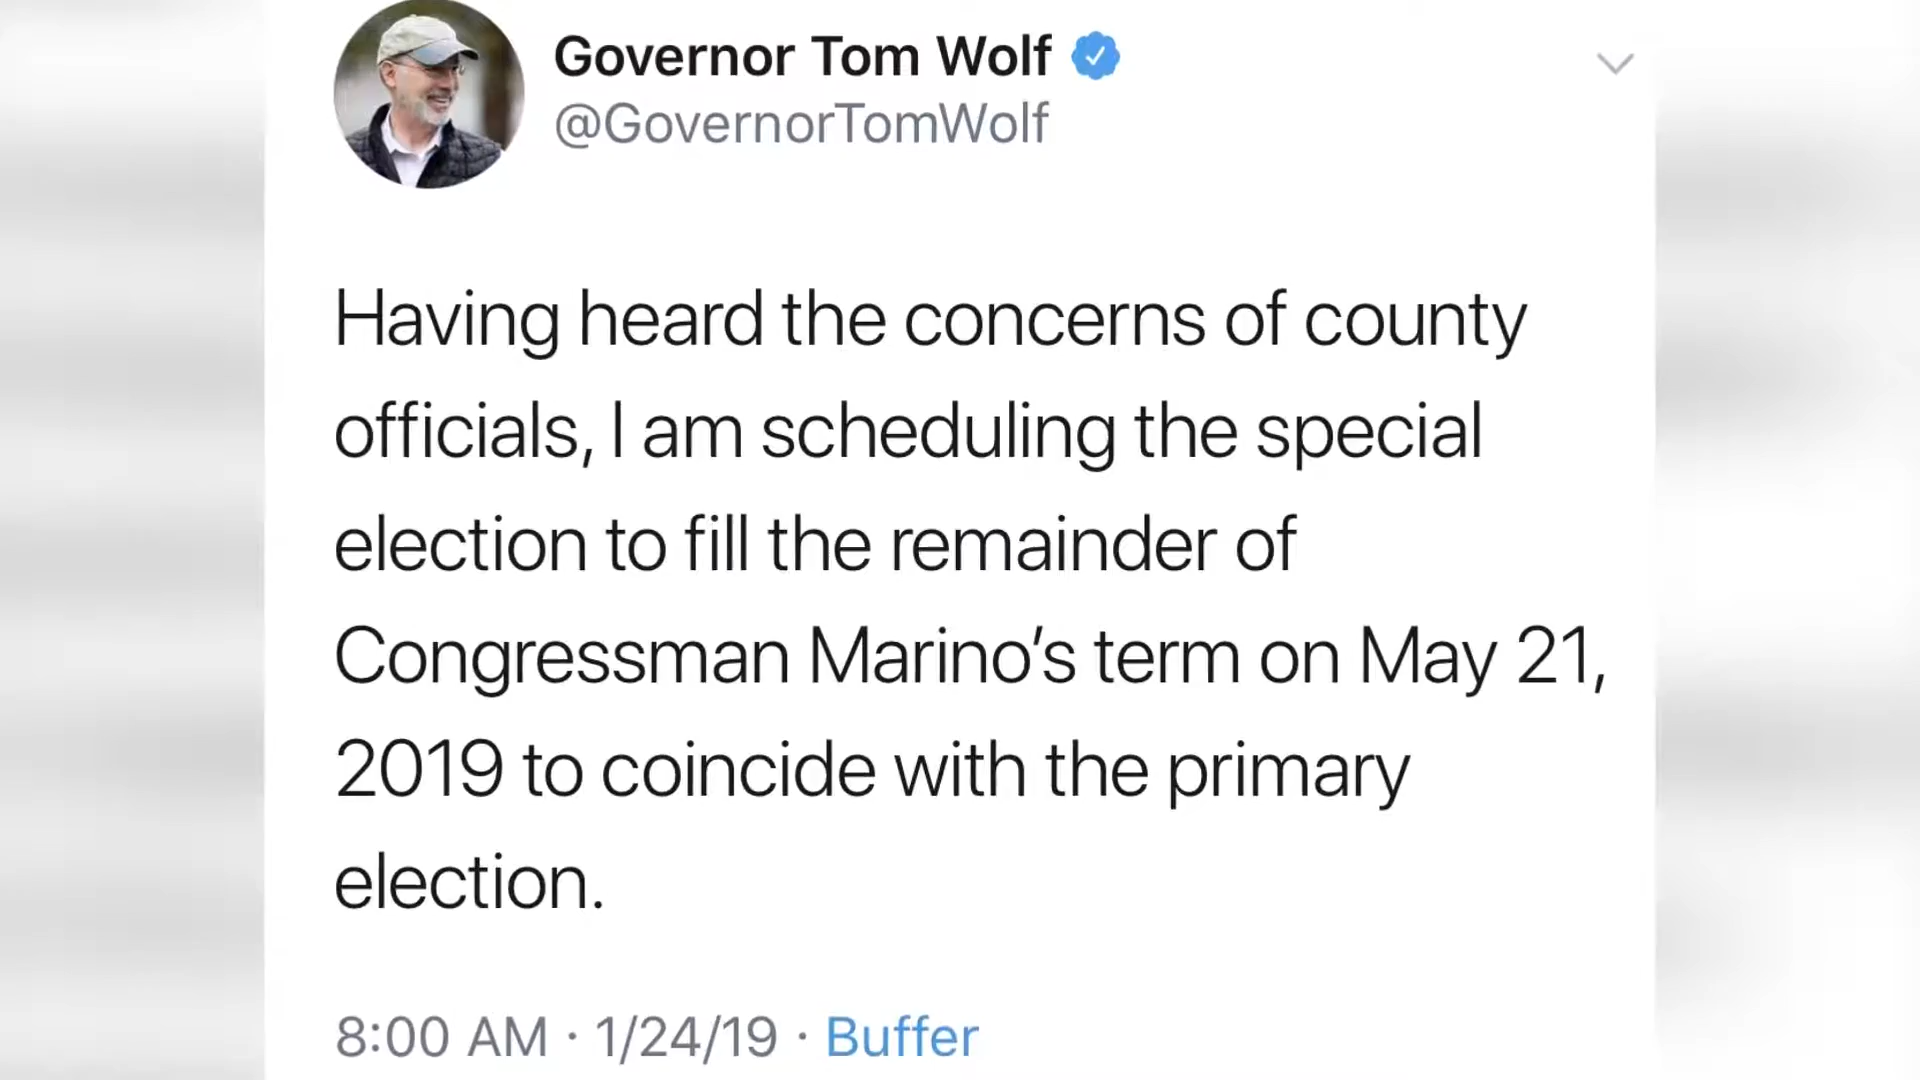 Governor Tom Wolf
@GovernorTomWolf
Having heard the concerns of county
officials, I am scheduling the special
election to fill the remainder of
Congressman Marino’s term on May 21,
2019 to coincide with the primary
election.
8:00 AM · 1/24/19 · Buffer